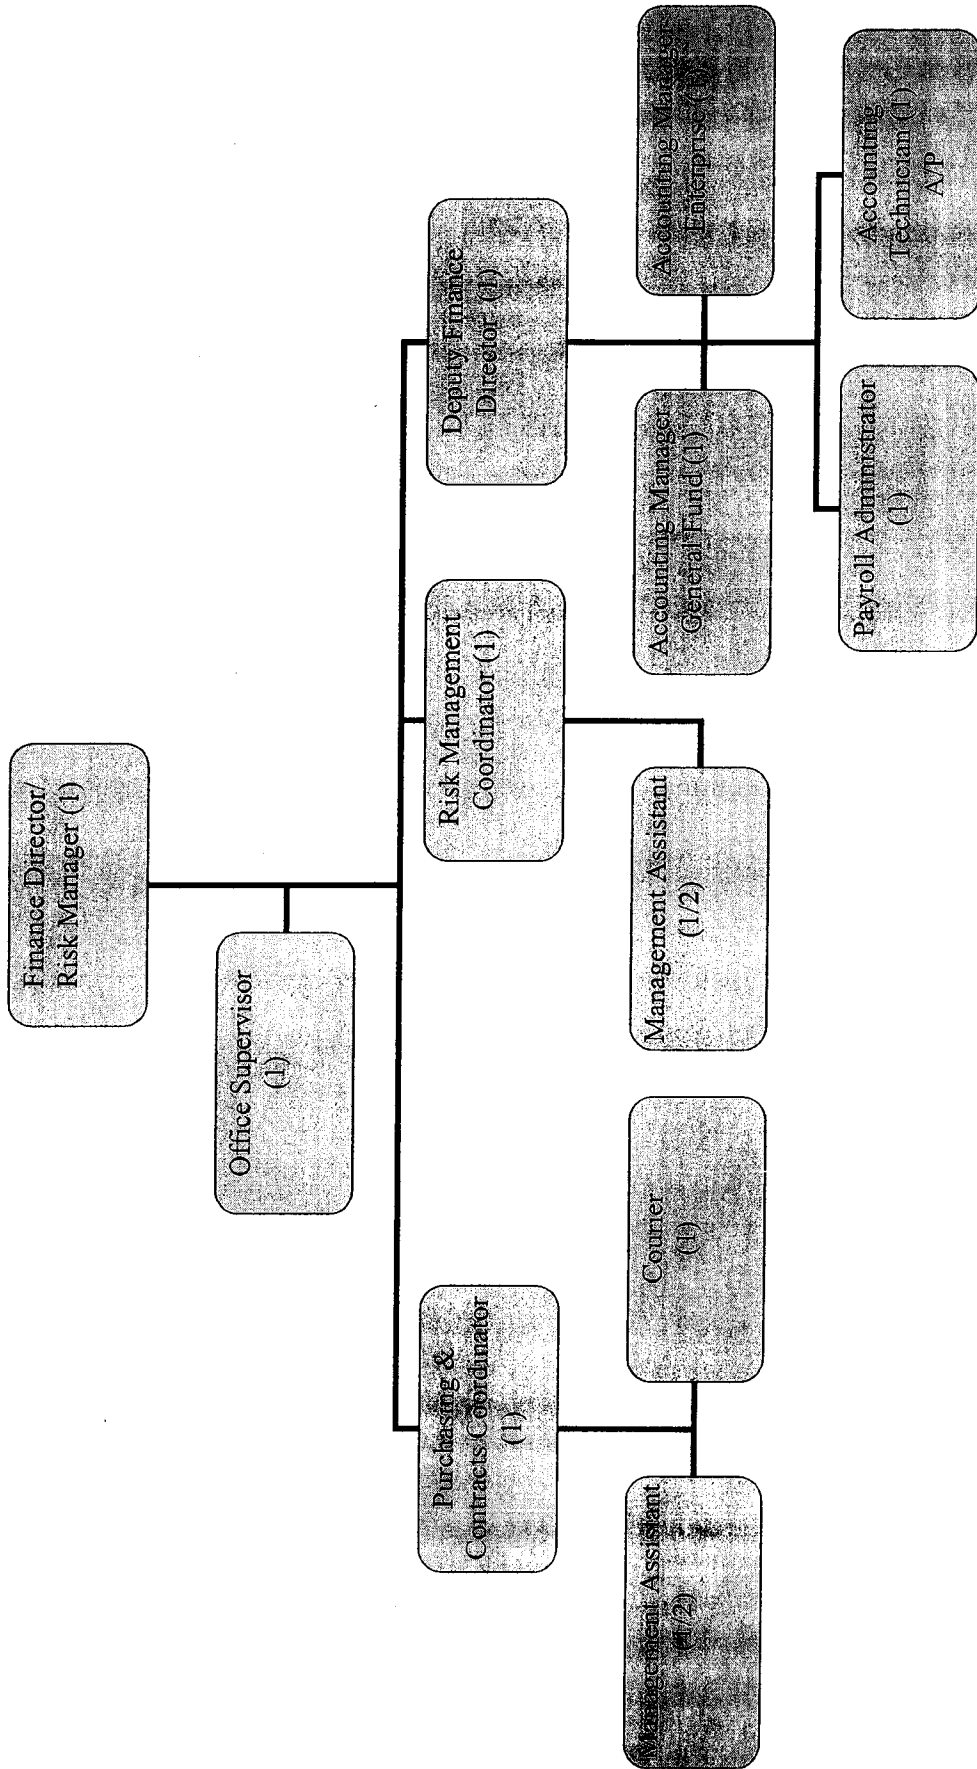 Finance Director/
Risk Manager (1)
Office Supervisor
(1)
Purchasing &
Contracts Coordinator
(1)
Risk Management
Coordinator (1)
Deputy Finance
Director (1)
Management Assistant
(1/2)
Courier
(1)
Management Assistant
(1/2)
Accounting Manager
General Fund (1)
Accounting Manager
Enterprise (1)
Payroll Administrator
(1)
Accounting
Technician (1)
A/P